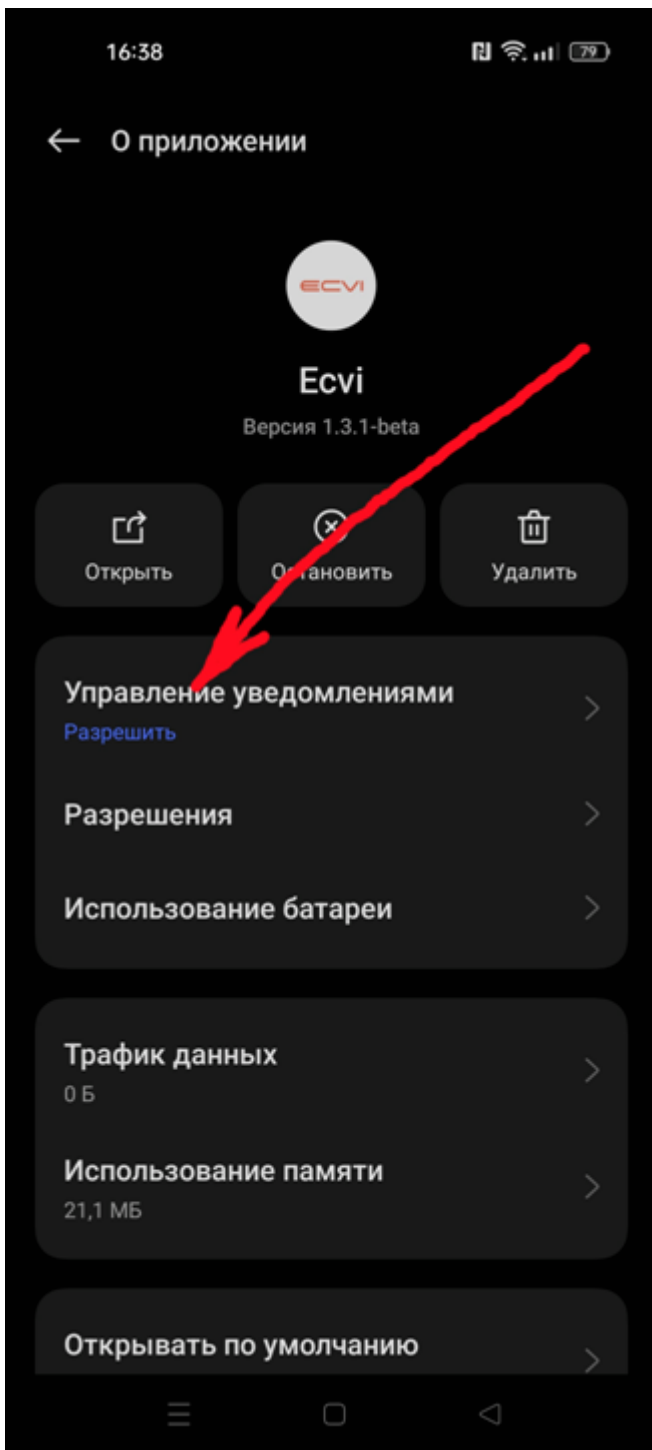 16:38
79
О приложении
ECVI
Ecvi
Версия 1.3.1-beta
Открыть
Остановить
Удалить
Управление уведомлениями
Разрешить
Разрешения
Использование батареи
Трафик данных
0 Б
Использование памяти
21,1 МБ
Открывать по умолчанию